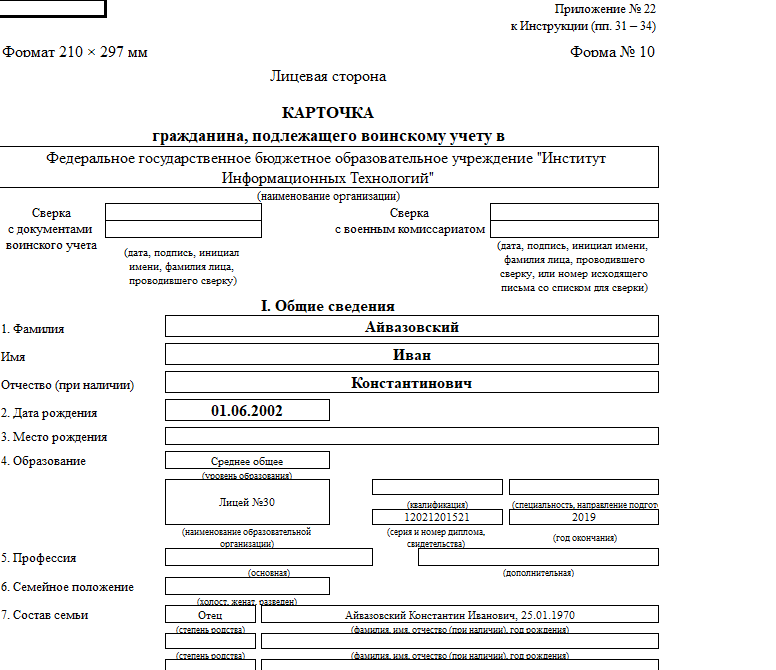 Приложение № 22
к Инструкции (пп. 31 – 34)
Формат 210 × 297 мм
Форма № 10
Лицевая сторона
КАРТОЧКА
гражданина, подлежащего воинскому учету в
Федеральное государственное бюджетное образовательное учреждение "Институт
Информационных Технологий"
(наименование организации)
Сверка
с документами
воинского учета
(дата, подпись, инициал
имени, фамилия лица,
проводившего сверку)
Сверка
с военным комиссариатом
(дата, подпись, инициал имени,
фамилия лица, проводившего
сверку, или номер исходящего
письма со списком для сверки)
I. Общие сведения
1. Фамилия
Айвазовский
Имя
Иван
Отчество (при наличии)
Константинович
2. Дата рождения
01.06.2002
3. Место рождения
4. Образование
Среднее общее
(уровень образования)
Лицей №30
(наименование образовательной
организации)
(квалификация)
(специальность, направление подгот
12021201521
2019
(серия и номер диплома,
свидетельства)
(год окончания)
5. Профессия
(основная)
(дополнительная)
6. Семейное положение
(холост, женат, разведен)
7. Состав семьи
Отец
Айвазовский Константин Иванович, 25.01.1970
(степень родства)
(фамилия, имя, отчество (при наличии), год рождения)
(степень родства)
(фамилия, имя, отчество (при наличии), год рождения)